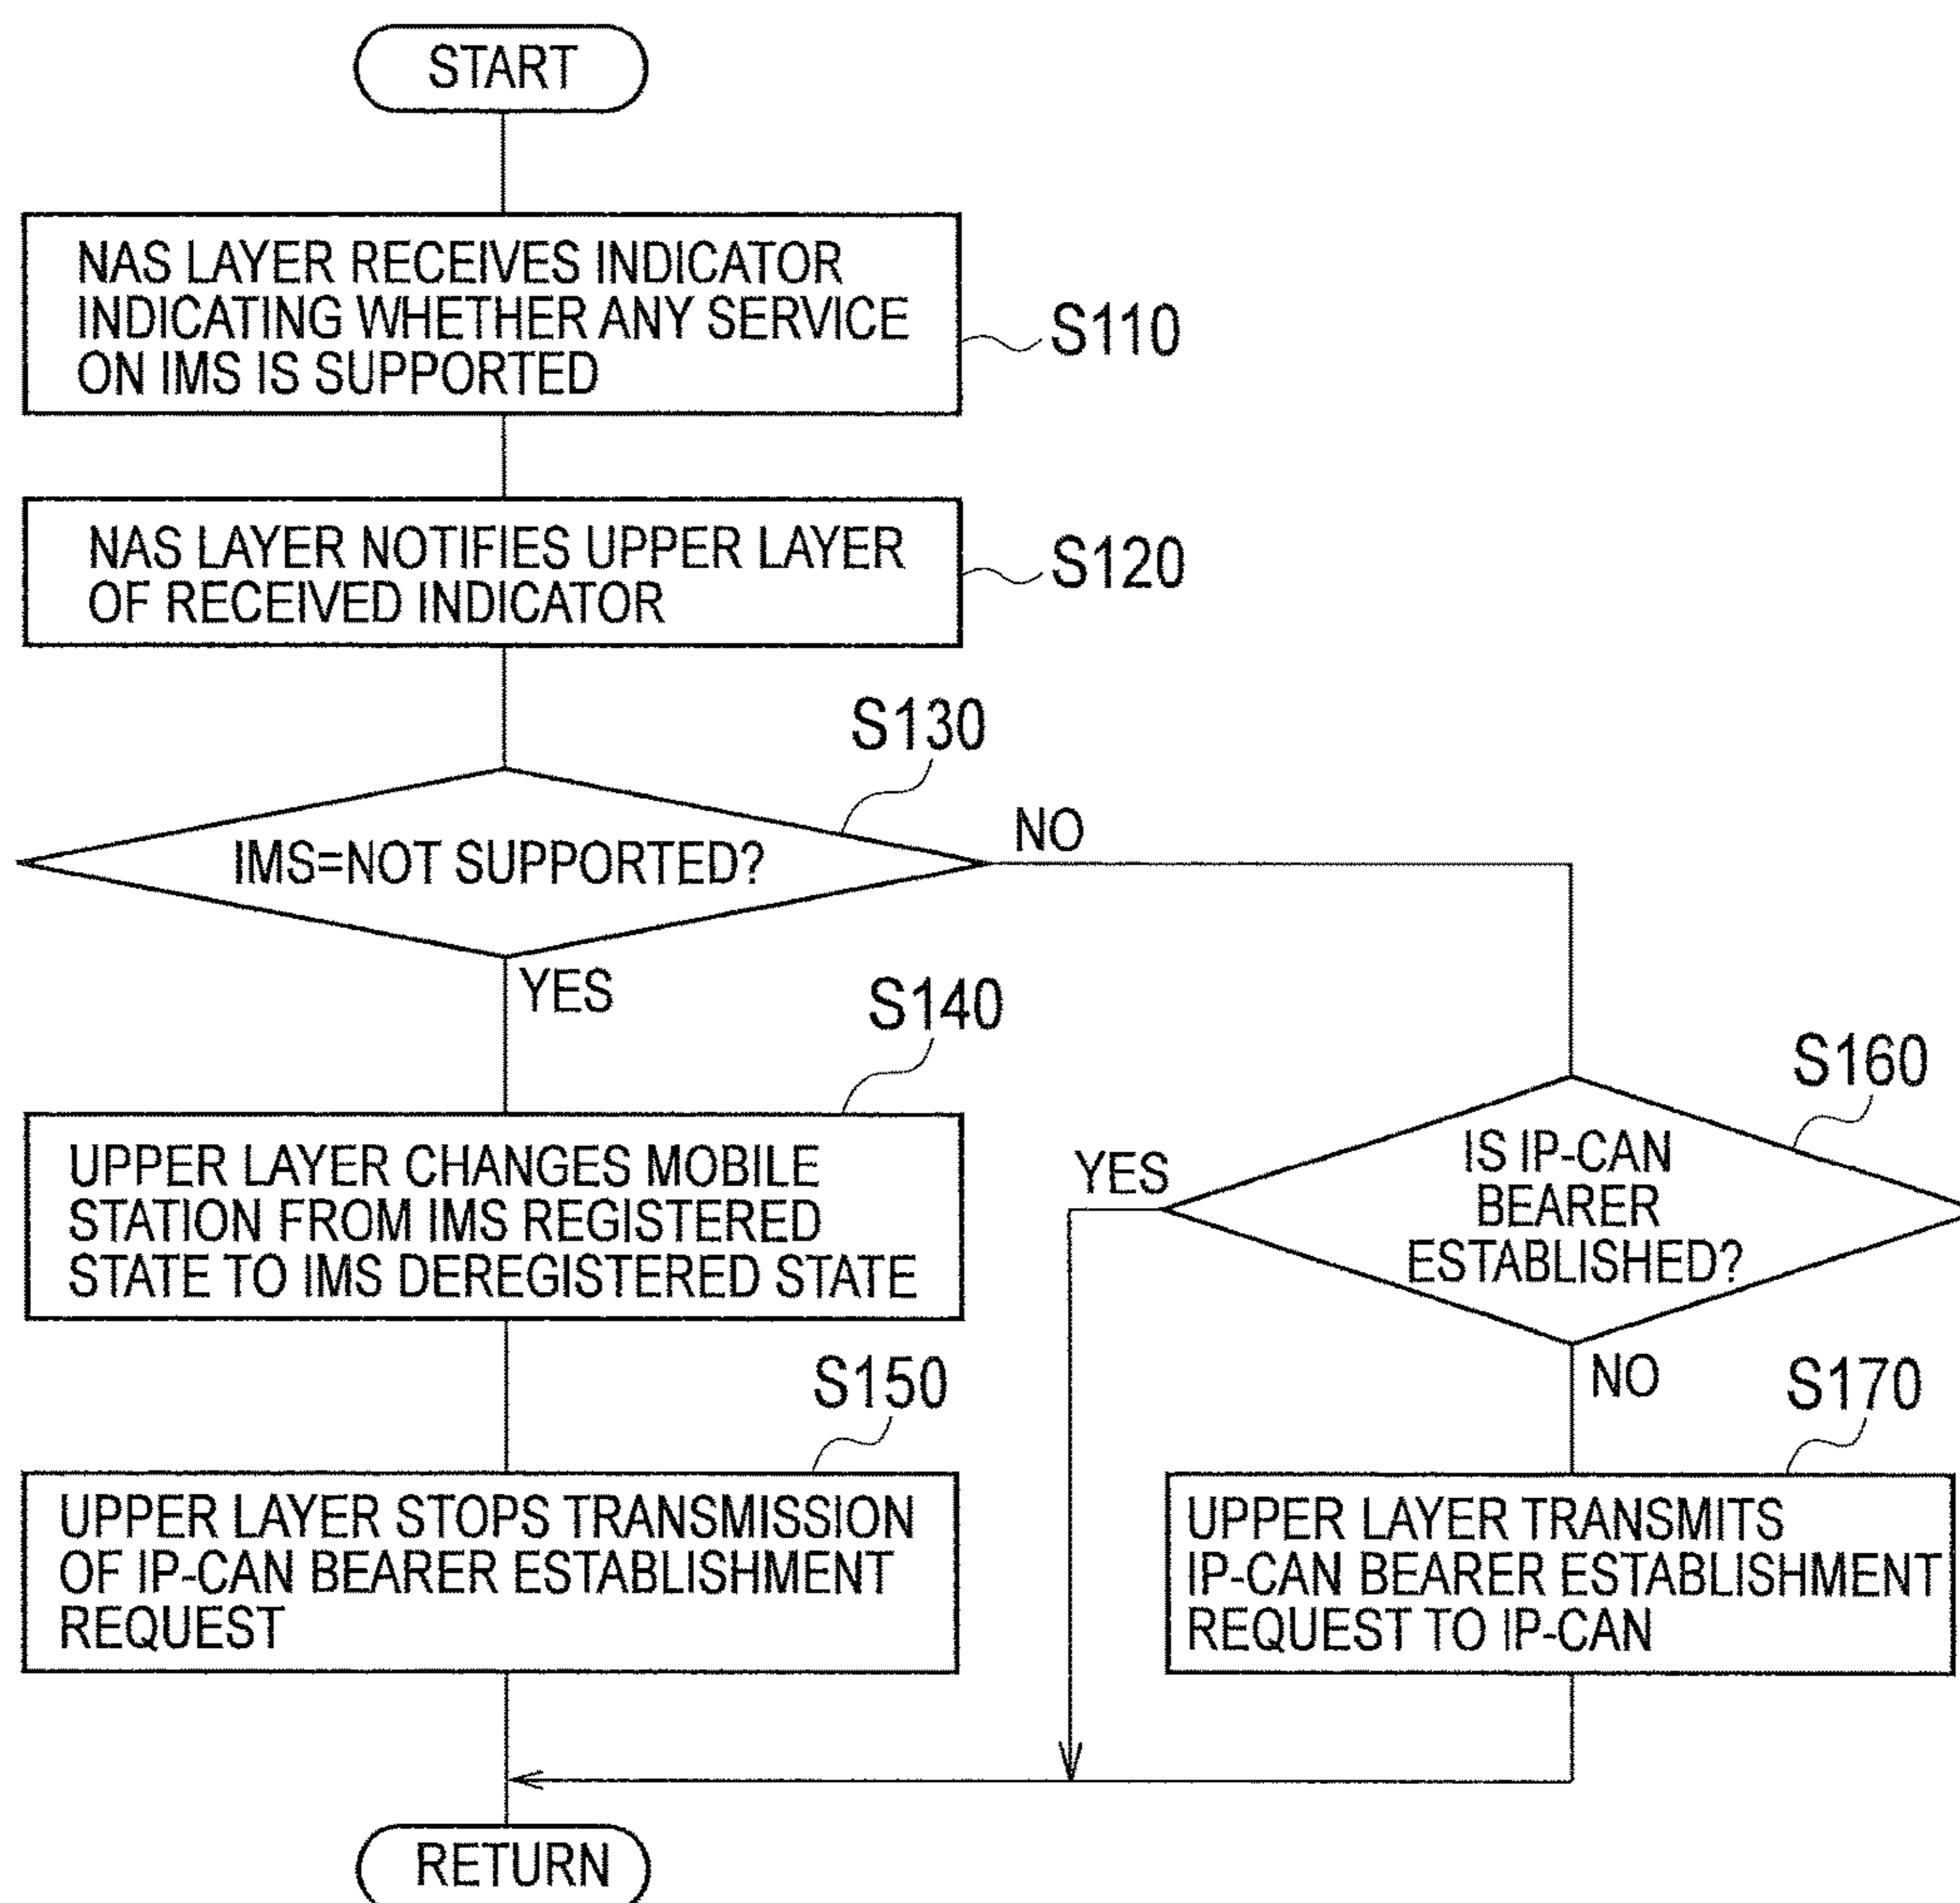 START
NAS LAYER RECEIVES INDICATOR
INDICATING WHETHER ANY SERVICE
ON IMS IS SUPPORTED
S110
NAS LAYER NOTIFIES UPPER LAYER
OF RECEIVED INDICATOR
S120
S130
IMS=NOT SUPPORTED?
NO
YES
S140
UPPER LAYER CHANGES MOBILE
STATION FROM IMS REGISTERED
STATE TO IMS DEREGISTERED STATE
S160
IS IP-CAN
BEARER
ESTABLISHED?
YES
NO
S150
UPPER LAYER STOPS TRANSMISSION
OF IP-CAN BEARER ESTABLISHMENT
REQUEST
S170
UPPER LAYER TRANSMITS
IP-CAN BEARER ESTABLISHMENT
REQUEST TO IP-CAN
RETURN